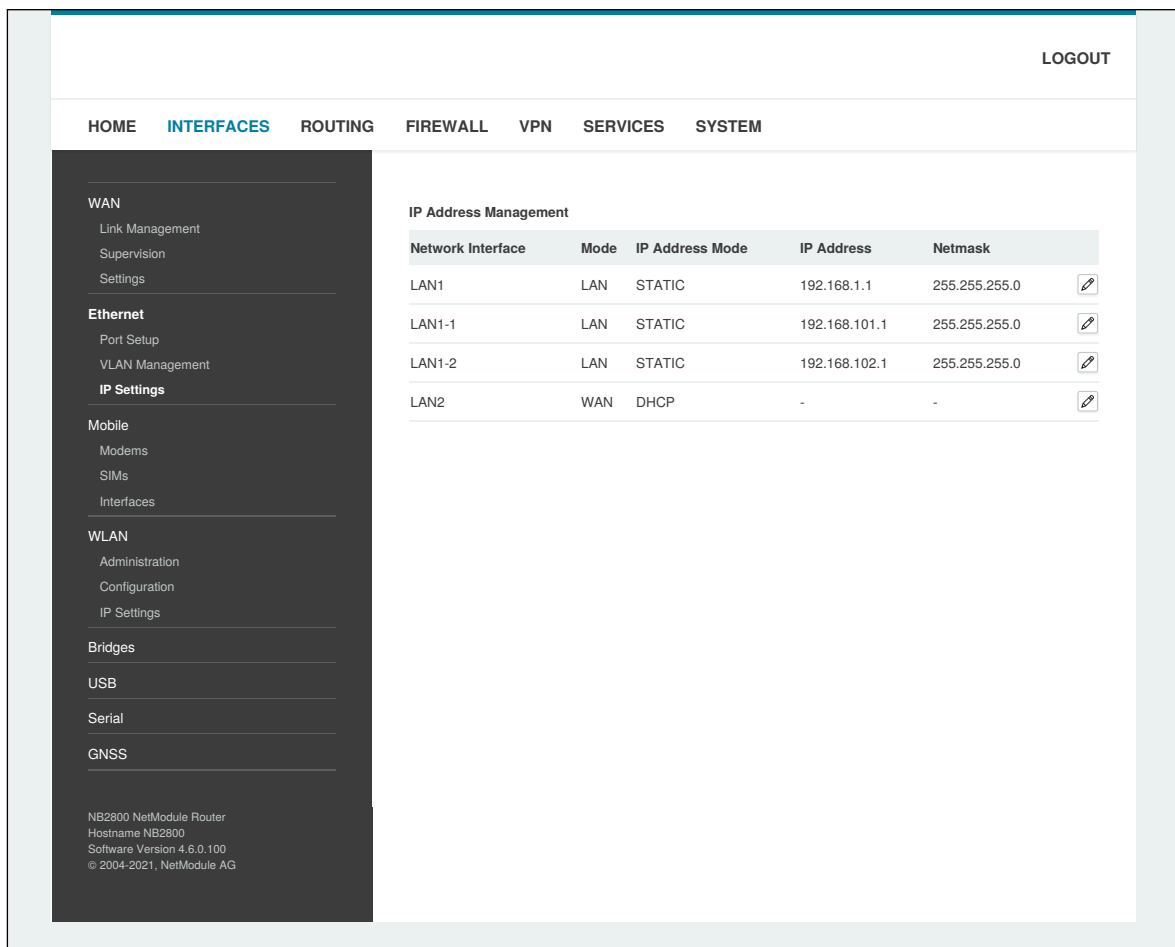 LOGOUT
HOME INTERFACES ROUTING FIREWALL VPN SERVICES SYSTEM
WAN
Link Management
Supervision
Settings
Ethernet
Port Setup
VLAN Management
IP Settings
Mobile
Modems
SIMs
Interfaces
WLAN
Administration
Configuration
IP Settings
Bridges
USB
Serial
GNSS
NB2800 NetModule Router
Hostname NB2800
Software Version 4.6.0.100
© 2004-2021, NetModule AG
IP Address Management
Network Interface Mode IP Address Mode IP Address Netmask
LAN1 LAN STATIC 192.168.1.1 255.255.255.0
LAN1-1 LAN STATIC 192.168.101.1 255.255.255.0
LAN1-2 LAN STATIC 192.168.102.1 255.255.255.0
LAN2 WAN DHCP - -